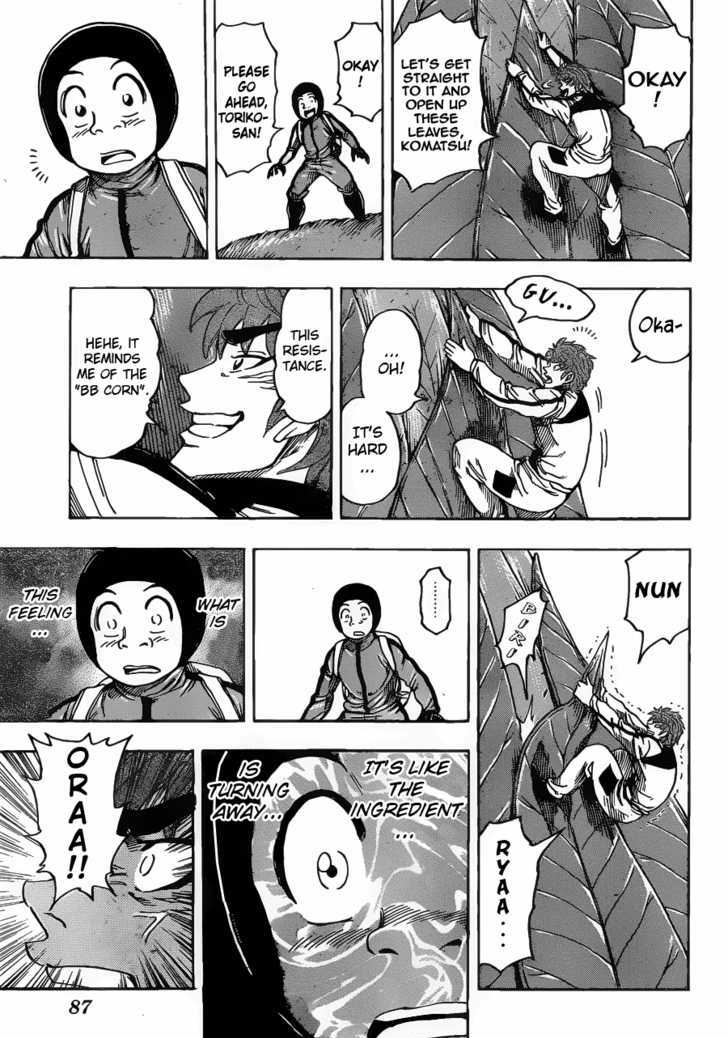 OKAY
!
LET'S GET
STRAIGHT
TO IT AND
OPEN UP
THESE
LEAVES,
KOMATSU!
OKAY
!
PLEASE
GO
AHEAD,
TORIKO-
SAN!
Oka-
GU...
...
OH!
IT'S
HARD
...
THIS
RESIS-
TANCE.
HEHE, IT
REMINDS
ME OF THE
"BB CORN".
NUN
BIRI
RYAA...
........
WHAT
IS
THIS
FEELING
...
IT'S LIKE
THE
INGREDIENT
...
IS
TURNING
AWAY...
ORAA!!
87